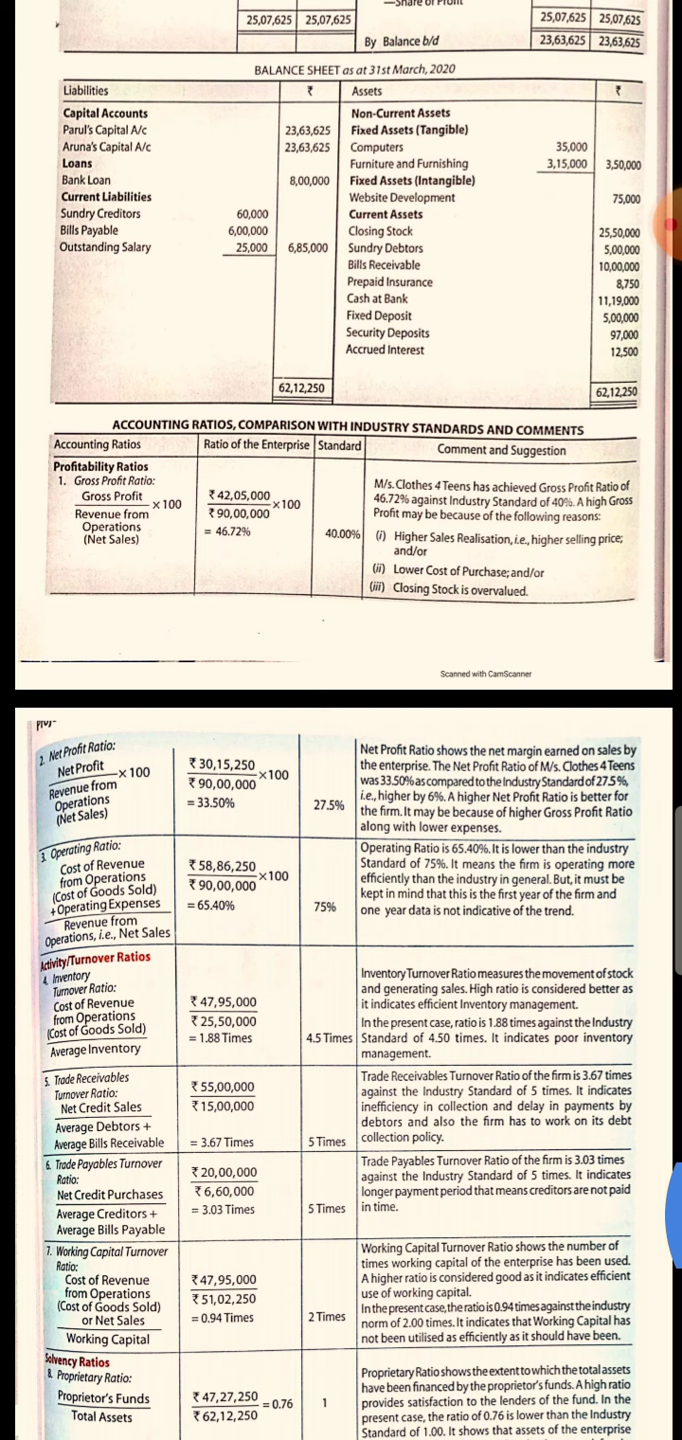 —Share of Profit
25,07,625 25,07,625 25,07,625 25,07,625
By Balance b/d 23,63,625 23,63,625
BALANCE SHEET as at 31st March, 2020
Liabilities ₹ Assets ₹
Capital Accounts Non-Current Assets
Parul's Capital A/c 23,63,625 Fixed Assets (Tangible)
Aruna's Capital A/c 23,63,625 Computers 35,000
Loans Furniture and Furnishing 3,15,000 3,50,000
Bank Loan 8,00,000 Fixed Assets (Intangible)
Current Liabilities Website Development 75,000
Sundry Creditors 60,000 Current Assets
Bills Payable 6,00,000 Closing Stock 25,50,000
Outstanding Salary 25,000 6,85,000 Sundry Debtors 5,00,000
Bills Receivable 10,00,000
Prepaid Insurance 8,750
Cash at Bank 11,19,000
Fixed Deposit 5,00,000
Security Deposits 97,000
Accrued Interest 12,500
62,12,250 62,12,250
ACCOUNTING RATIOS, COMPARISON WITH INDUSTRY STANDARDS AND COMMENTS
Accounting Ratios Ratio of the Enterprise Standard Comment and Suggestion
Profitability Ratios
1. Gross Profit Ratio:
Gross Profit
Revenue from
Operations
(Net Sales)
×100
₹ 42,05,000
₹ 90,00,000
×100
= 46.72%
40.00%
M/s. Clothes 4 Teens has achieved Gross Profit Ratio of
46.72% against Industry Standard of 40%. A high Gross
Profit may be because of the following reasons:
(i) Higher Sales Realisation, i.e., higher selling price;
and/or
(ii) Lower Cost of Purchase; and/or
(iii) Closing Stock is overvalued.
Scanned with CamScanner
2. Net Profit Ratio:
Net Profit
Revenue from
Operations
(Net Sales)
×100
₹ 30,15,250
₹ 90,00,000
×100
= 33.50%
27.5%
Net Profit Ratio shows the net margin earned on sales by
the enterprise. The Net Profit Ratio of M/s. Clothes 4 Teens
was 33.50% as compared to the Industry Standard of 27.5%,
i.e., higher by 6%. A higher Net Profit Ratio is better for
the firm. It may be because of higher Gross Profit Ratio
along with lower expenses.
3. Operating Ratio:
Cost of Revenue
from Operations
(Cost of Goods Sold)
+Operating Expenses
Revenue from
Operations, i.e., Net Sales
₹ 58,86,250
₹ 90,00,000
×100
= 65.40%
75%
Operating Ratio is 65.40%. It is lower than the industry
Standard of 75%. It means the firm is operating more
efficiently than the industry in general. But, it must be
kept in mind that this is the first year of the firm and
one year data is not indicative of the trend.
Activity/Turnover Ratios
4. Inventory
Turnover Ratio:
Cost of Revenue
from Operations
(Cost of Goods Sold)
Average Inventory
₹ 47,95,000
₹ 25,50,000
= 1.88 Times
4.5 Times
Inventory Turnover Ratio measures the movement of stock
and generating sales. High ratio is considered better as
it indicates efficient Inventory management.
In the present case, ratio is 1.88 times against the Industry
Standard of 4.50 times. It indicates poor inventory
management.
5. Trade Receivables
Turnover Ratio:
Net Credit Sales
Average Debtors +
Average Bills Receivable
₹ 55,00,000
₹ 15,00,000
= 3.67 Times
5 Times
Trade Receivables Turnover Ratio of the firm is 3.67 times
against the Industry Standard of 5 times. It indicates
inefficiency in collection and delay in payments by
debtors and also the firm has to work on its debt
collection policy.
6. Trade Payables Turnover
Ratio:
Net Credit Purchases
Average Creditors +
Average Bills Payable
₹ 20,00,000
₹ 6,60,000
= 3.03 Times
5 Times
Trade Payables Turnover Ratio of the firm is 3.03 times
against the Industry Standard of 5 times. It indicates
longer payment period that means creditors are not paid
in time.
7. Working Capital Turnover
Ratio:
Cost of Revenue
from Operations
(Cost of Goods Sold)
or Net Sales
Working Capital
₹ 47,95,000
₹ 51,02,250
= 0.94 Times
2 Times
Working Capital Turnover Ratio shows the number of
times working capital of the enterprise has been used.
A higher ratio is considered good as it indicates efficient
use of working capital.
In the present case, the ratio is 0.94 times against the industry
norm of 2.00 times. It indicates that Working Capital has
not been utilised as efficiently as it should have been.
Solvency Ratios
8. Proprietary Ratio:
Proprietor's Funds
Total Assets
₹ 47,27,250
₹ 62,12,250
= 0.76
1
Proprietary Ratio shows the extent to which the total assets
have been financed by the proprietor's funds. A high ratio
provides satisfaction to the lenders of the fund. In the
present case, the ratio of 0.76 is lower than the Industry
Standard of 1.00. It shows that assets of the enterprise